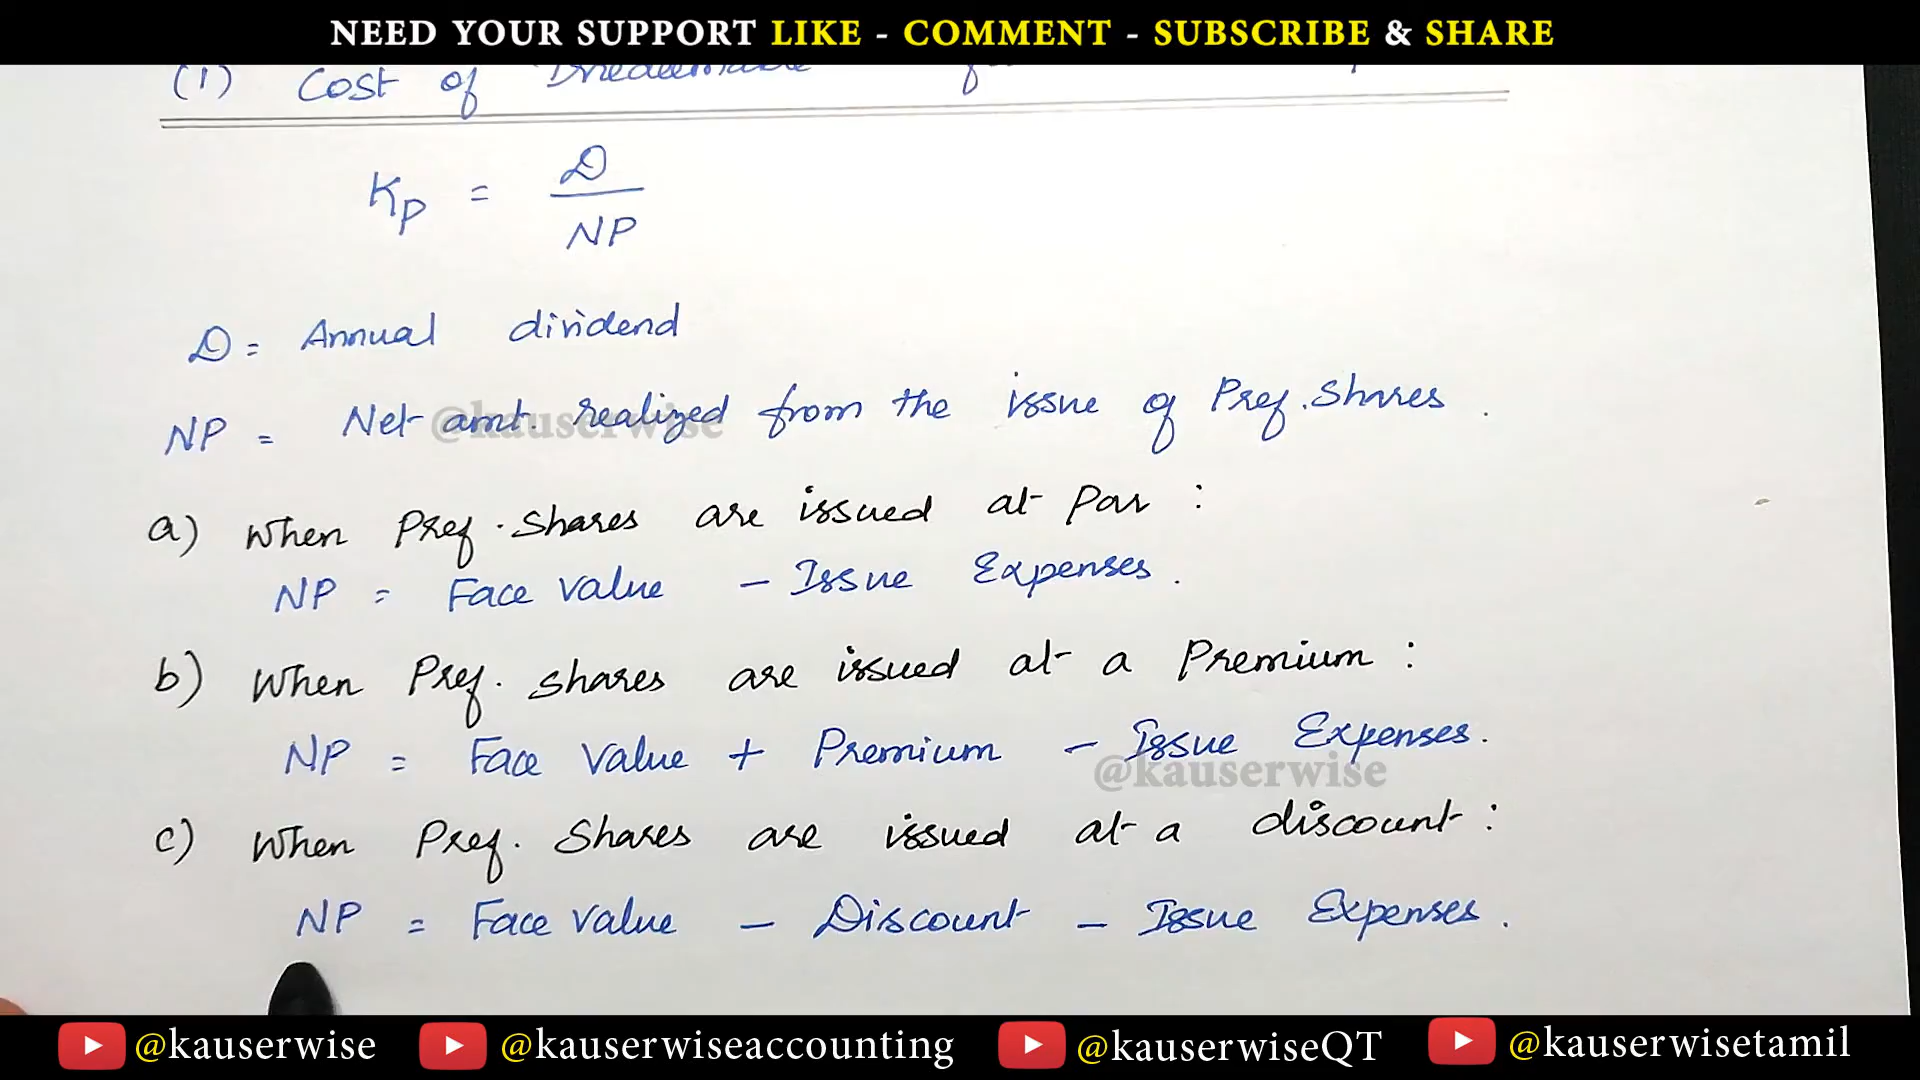 NEED YOUR SUPPORT LIKE - COMMENT - SUBSCRIBE & SHARE
(1) Cost of Irredeemable
Kp = D
NP
D = Annual dividend
NP = Net amt. realized from the issue of Pref. Shares.
@kauserwise
a) When Pref. Shares are issued at Par :
NP = Face value - Issue Expenses.
b) When Pref. shares are issued at a Premium :
NP = Face Value + Premium - Issue Expenses.
@kauserwise
c) When Pref. Shares are issued at a discount :
NP = Face Value - Discount - Issue Expenses.
@kauserwise @kauserwiseaccounting @kauserwiseQT @kauserwisetamil